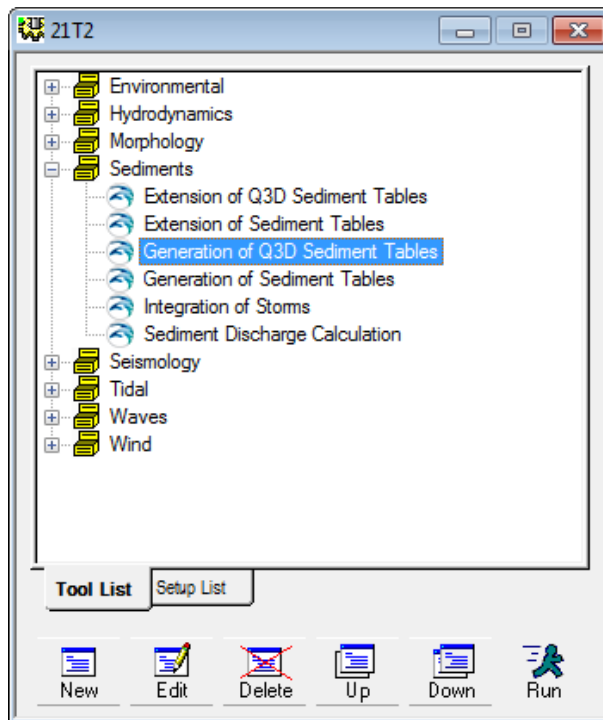 21T2
Environmental
Hydrodynamics
Morphology
Sediments
Extension of Q3D Sediment Tables
Extension of Sediment Tables
Generation of Q3D Sediment Tables
Generation of Sediment Tables
Integration of Storms
Sediment Discharge Calculation
Seismology
Tidal
Waves
Wind
Tool List Setup List
New Edit Delete Up Down Run